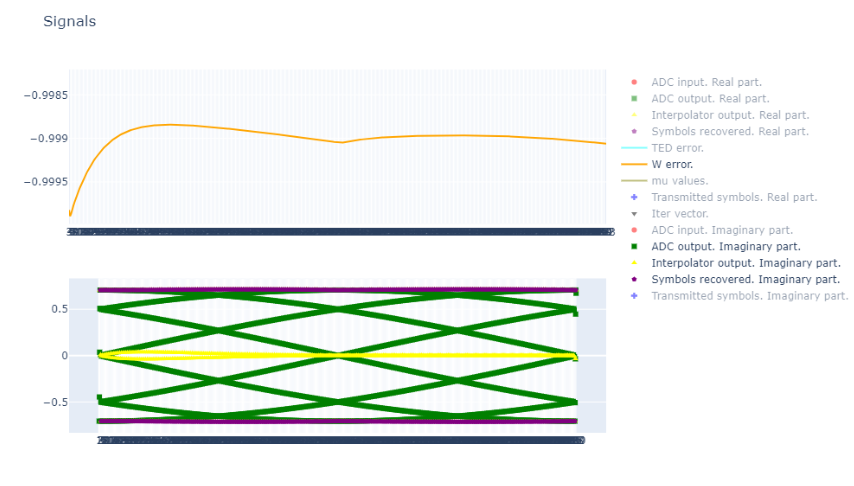 Signals
−0.9985
−0.999
−0.9995
ADC input. Real part.
ADC output. Real part.
Interpolator output. Real part.
Symbols recovered. Real part.
TED error.
W error.
mu values.
Transmitted symbols. Real part.
Iter vector.
ADC input. Imaginary part.
ADC output. Imaginary part.
Interpolator output. Imaginary part.
Symbols recovered. Imaginary part.
Transmitted symbols. Imaginary part.
0.5
0
−0.5